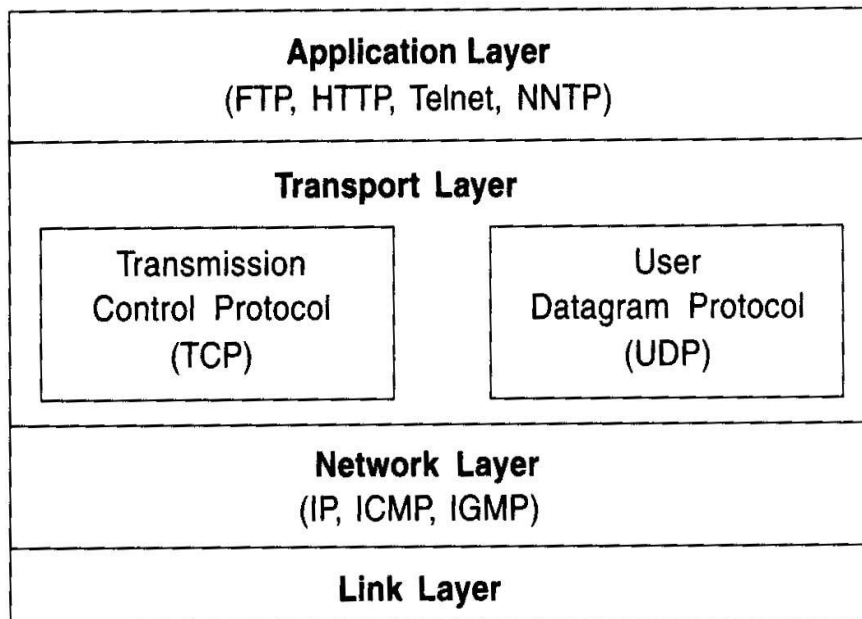 Application Layer
(FTP, HTTP, Telnet, NNTP)
Transport Layer
Transmission
Control Protocol
(TCP)
User
Datagram Protocol
(UDP)
Network Layer
(IP, ICMP, IGMP)
Link Layer